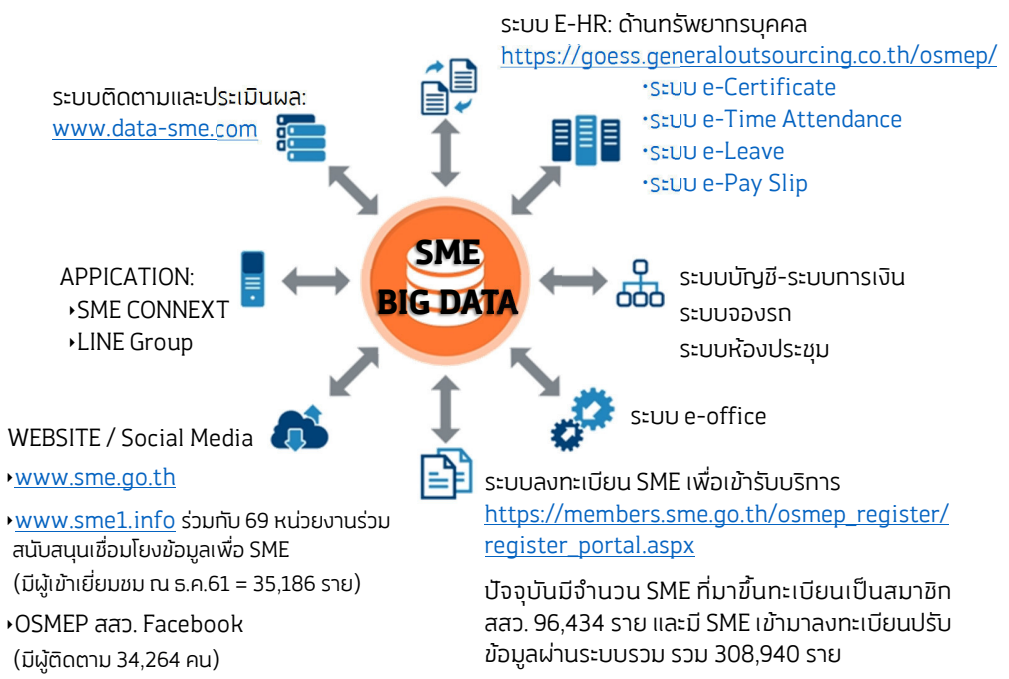 ระบบ E-HR: ด้านทรัพยากรบุคคล
https://goess.generaloutsourcing.co.th/osmep/
•ระบบ e-Certificate
•ระบบ e-Time Attendance
•ระบบ e-Leave
•ระบบ e-Pay Slip
ระบบติดตามและประเมินผล:
www.data-sme.com
SME
BIG DATA
APPICATION:
‣SME CONNEXT
‣LINE Group
ระบบบัญชี-ระบบการเงิน
ระบบจองรถ
ระบบห้องประชุม
ระบบ e-office
WEBSITE / Social Media
‣www.sme.go.th
‣www.sme1.info ร่วมกับ 69 หน่วยงานร่วม
สนับสนุนเชื่อมโยงข้อมูลเพื่อ SME
(มีผู้เข้าเยี่ยมชม ณ ธ.ค.61 = 35,186 ราย)
‣OSMEP สสว. Facebook
(มีผู้ติดตาม 34,264 คน)
ระบบลงทะเบียน SME เพื่อเข้ารับบริการ
https://members.sme.go.th/osmep_register/
register_portal.aspx
ปัจจุบันมีจำนวน SME ที่มาขึ้นทะเบียนเป็นสมาชิก
สสว. 96,434 ราย และมี SME เข้ามาลงทะเบียนปรับ
ข้อมูลผ่านระบบรวม รวม 308,940 ราย